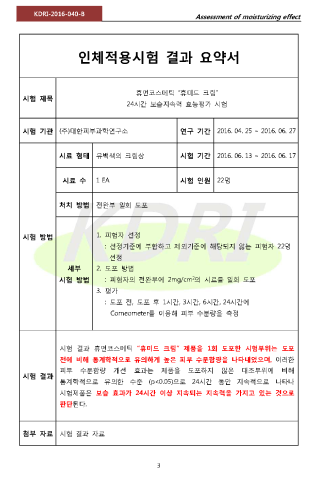 KDRI-2016-040-B
Assessment of moisturizing effect
인체적용시험 결과 요약서
시험 제목
휴먼코스메틱 "휴미드 크림"
24시간 보습지속력 효능평가 시험
시험 기관 (주)대한피부과학연구소 연구 기간 2016. 04. 25 ~ 2016. 06. 27
시험 방법
시료 형태 유백색의 크림상 시험 기간 2016. 06. 13 ~ 2016. 06. 17
시료 수 1 EA 시험 인원 22명
처치 방법 전완부 일회 도포
세부
시험 방법
1. 피험자 선정
: 선정기준에 부합하고 제외기준에 해당되지 않는 피험자 22명
선정
2. 도포 방법
: 피험자의 전완부에 2mg/cm²의 시료를 일회 도포
3. 평가
: 도포 전, 도포 후 1시간, 3시간, 6시간, 24시간에
Corneometer를 이용해 피부 수분량을 측정
시험 결과
시험 결과 휴먼코스메틱 "휴미드 크림" 제품을 1회 도포한 시험부위는 도포
전에 비해 통계학적으로 유의하게 높은 피부 수분함량을 나타내었으며, 이러한
피부 수분함량 개선 효과는 제품을 도포하지 않은 대조부위에 비해
통계학적으로 유의한 수준 (p<0.05)으로 24시간 동안 지속적으로 나타나
시험제품은 보습 효과가 24시간 이상 지속되는 지속력을 가지고 있는 것으로
판단된다.
첨부 자료 시험 결과 자료
KDRI
3